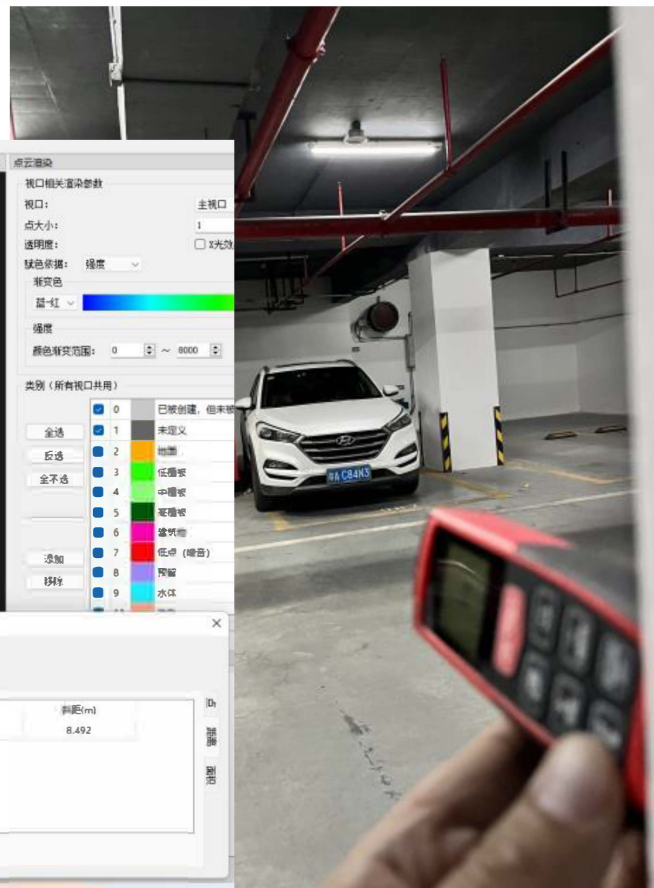 点云渲染
视口相关渲染参数
视口: 主视口
点大小: 1
透明度: X光效
赋色依据: 强度
渐变色
蓝-红
强度
颜色渐变范围: 0 ~ 8000
类别（所有视口共用）
0 已被创建，但未被
全选 1 未定义
反选 2 地面
全不选 3 低植被
4 中植被
5 高植被
6 建筑物
添加 7 低点（噪音）
移除 8 预留
9 水体
斜距(m)
8.492
C84N3